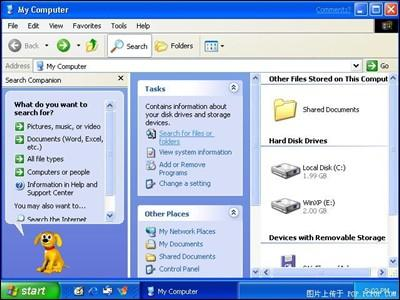 My Computer
Comments?
File Edit View Favorites Tools Help
Back
Search
Folders
Address
My Computer
Go
Search Companion
What do you want to
search for?
Pictures, music, or video
Documents (Word, Excel,
etc.)
All file types
Computers or people
Information in Help and
Support Center
You may also want to...
Search the Internet
Tasks
Contains information about
your disk drives and storage
devices.
Search for files or
folders
View system information
Add or Remove
Programs
Change a setting
Other Places
My Network Places
My Documents
Shared Documents
Control Panel
Other Files Stored on This Comput
Shared Documents
Hard Disk Drives
Local Disk (C:)
1.99 GB
WinXP (E:)
2.00 GB
Devices with Removable Storage
start
My Computer
图片上传于